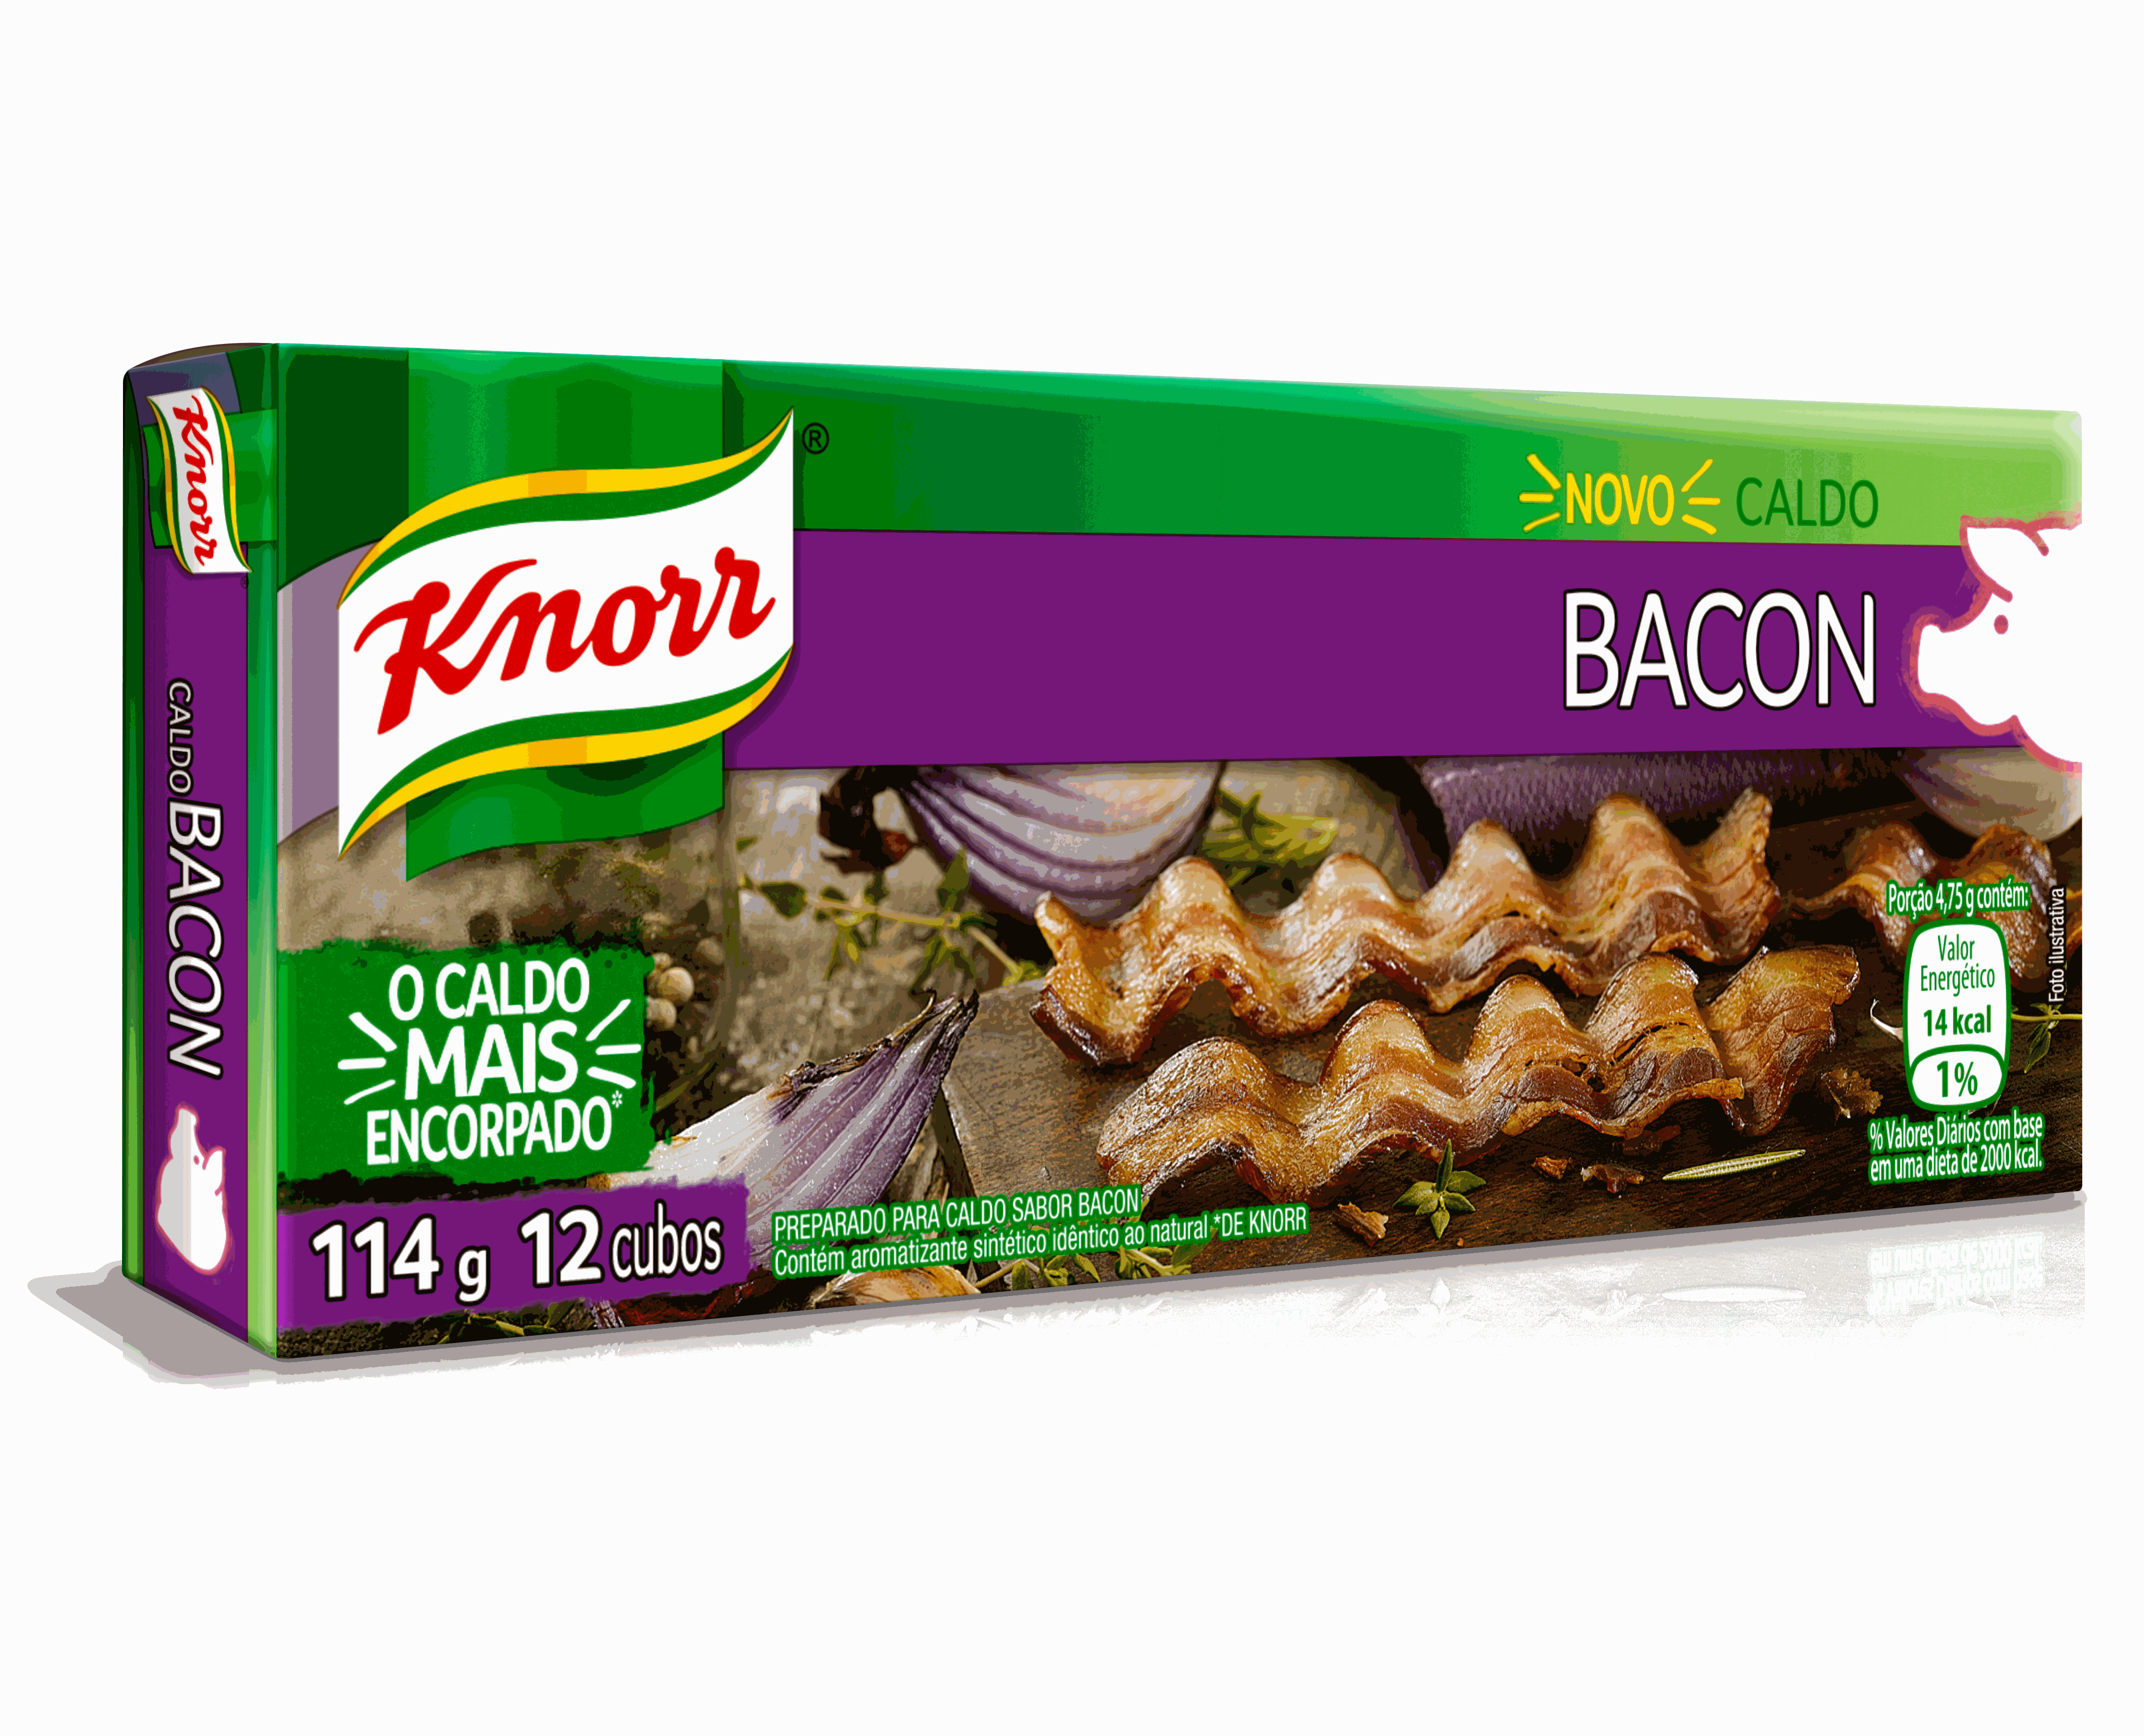 Knorr
CALDO BACON
Knorr®
NOVO CALDO
BACON
O CALDO
MAIS
ENCORPADO*
114 g 12 cubos
PREPARADO PARA CALDO SABOR BACON
Contém aromatizante sintético idêntico ao natural *DE KNORR
Porção 4,75 g contém:
Valor
Energético
14 kcal
1%
% Valores Diários com base
em uma dieta de 2000 kcal.
Foto ilustrativa